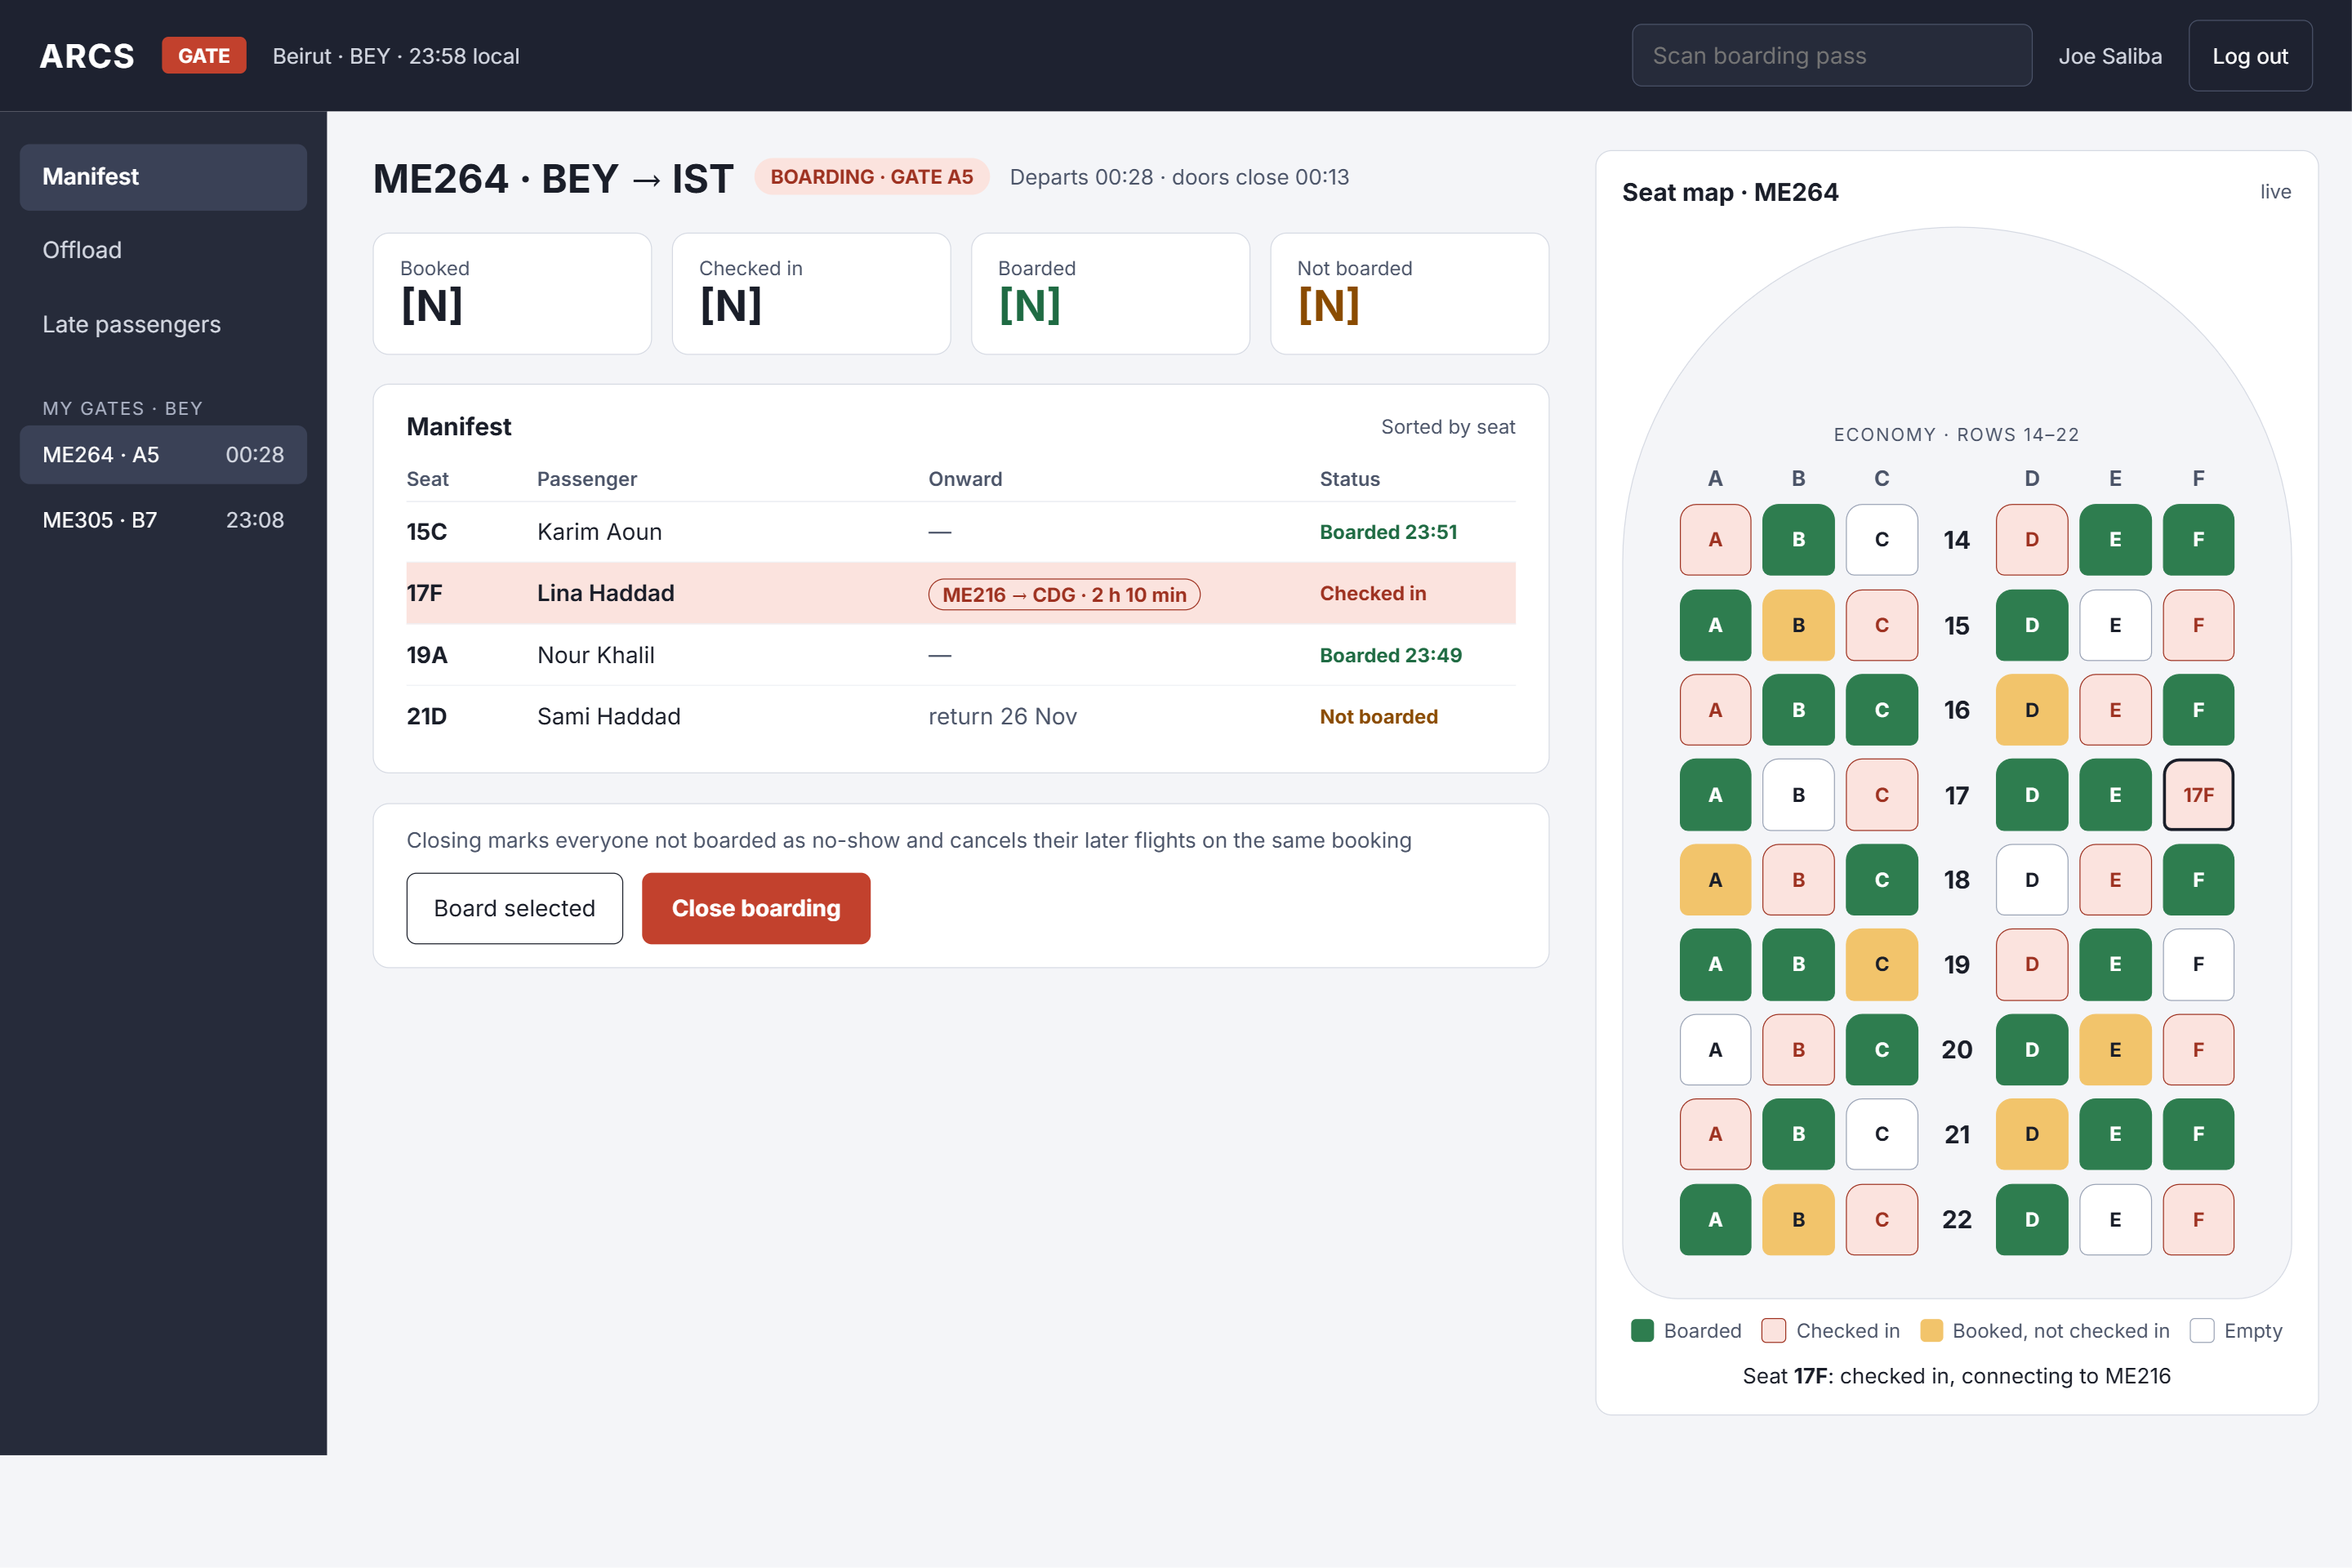 ARCS GATE Beirut · BEY · 23:58 local Scan boarding pass Joe Saliba Log out
Manifest
Offload
Late passengers
MY GATES · BEY
ME264 · A5 00:28
ME305 · B7 23:08
ME264 · BEY → IST BOARDING · GATE A5 Departs 00:28 · doors close 00:13
Booked Checked in Boarded Not boarded
[N] [N] [N] [N]
Manifest Sorted by seat
Seat Passenger Onward Status
15C Karim Aoun — Boarded 23:51
17F Lina Haddad ME216 → CDG · 2 h 10 min Checked in
19A Nour Khalil — Boarded 23:49
21D Sami Haddad return 26 Nov Not boarded
Closing marks everyone not boarded as no-show and cancels their later flights on the same booking
Board selected Close boarding
Seat map · ME264 live
ECONOMY · ROWS 14–22
A B C D E F
A B C 14 D E F
A B C 15 D E F
A B C 16 D E F
A B C 17 D E 17F
A B C 18 D E F
A B C 19 D E F
A B C 20 D E F
A B C 21 D E F
A B C 22 D E F
Boarded Checked in Booked, not checked in Empty
Seat 17F: checked in, connecting to ME216